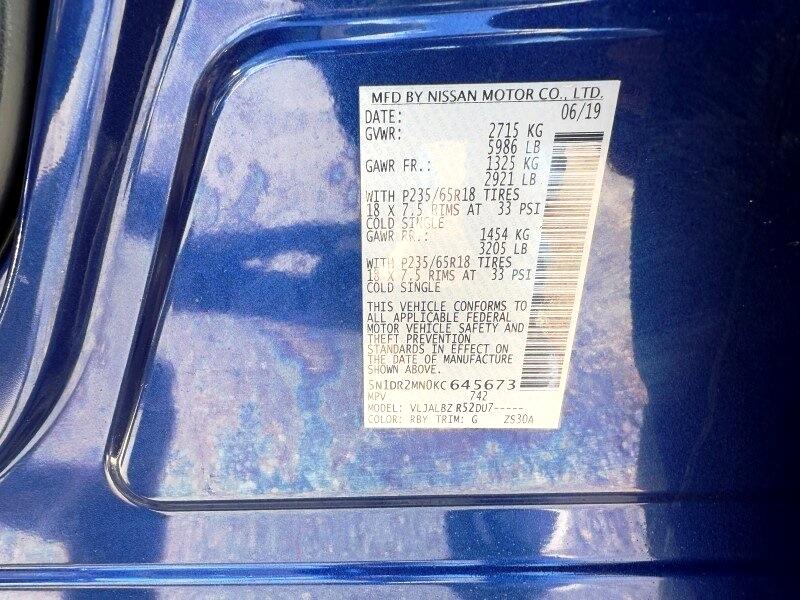 MFD BY NISSAN MOTOR CO., LTD.
DATE: 06/19
GVWR: 2715 KG
5986 LB
GAWR FR.: 1325 KG
2921 LB
WITH P235/65R18 TIRES
18 X 7.5 RIMS AT 33 PSI
COLD SINGLE
GAWR RR.: 1454 KG
3205 LB
WITH P235/65R18 TIRES
18 X 7.5 RIMS AT 33 PSI
COLD SINGLE
THIS VEHICLE CONFORMS TO
ALL APPLICABLE FEDERAL
MOTOR VEHICLE SAFETY AND
THEFT PREVENTION
STANDARDS IN EFFECT ON
THE DATE OF MANUFACTURE
SHOWN ABOVE.
5N1DR2MN0KC645673
MPV 742
MODEL: VLJALBZ R52DU7-----
COLOR: RBY TRIM: G ZS30A